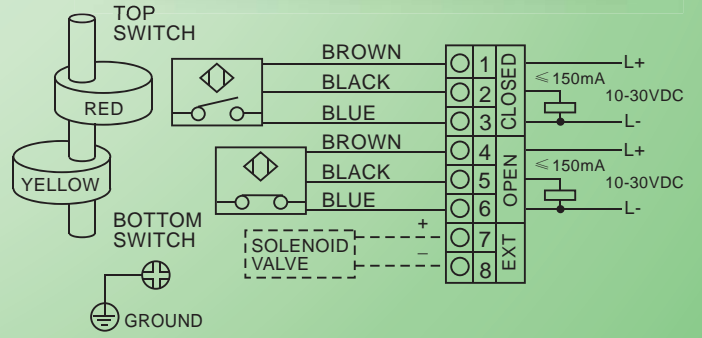 TOP
SWITCH
RED
YELLOW
BOTTOM
SWITCH
GROUND
BROWN
BLACK
BLUE
BROWN
BLACK
BLUE
+
SOLENOID
VALVE
–
1
2
3
4
5
6
7
8
CLOSED
OPEN
EXT
L+
≤150mA
10-30VDC
L-
L+
≤150mA
10-30VDC
L-